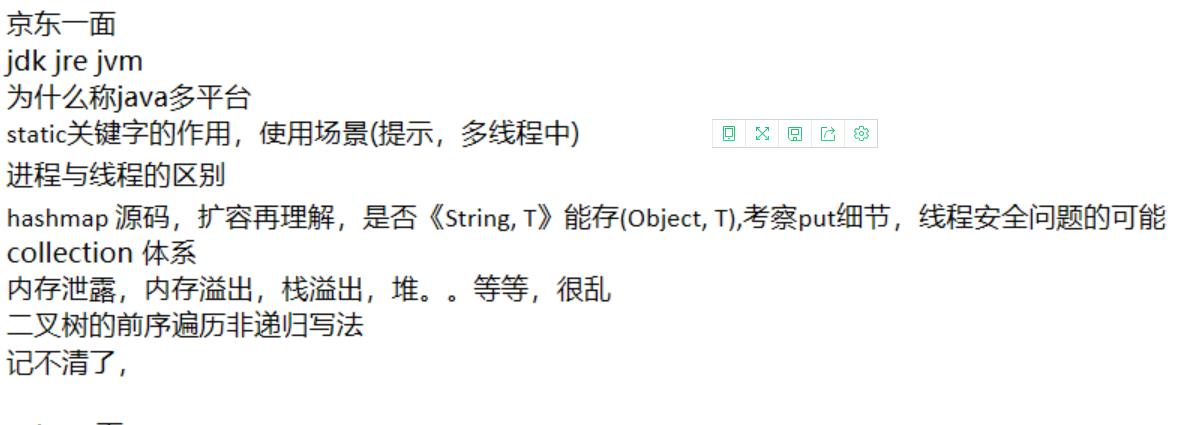 京东一面
jdk jre jvm
为什么称java多平台
static关键字的作用，使用场景(提示，多线程中)
进程与线程的区别
hashmap 源码，扩容再理解，是否《String, T》能存(Object, T),考察put细节，线程安全问题的可能
collection 体系
内存泄露，内存溢出，栈溢出，堆。。等等，很乱
二叉树的前序遍历非递归写法
记不清了，